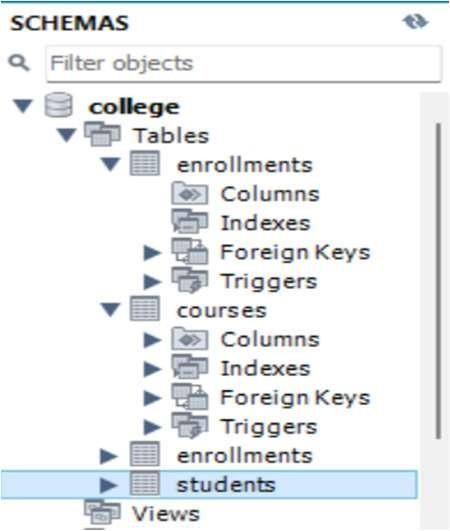 SCHEMAS
Filter objects
college
Tables
enrollments
Columns
Indexes
Foreign Keys
Triggers
courses
Columns
Indexes
Foreign Keys
Triggers
enrollments
students
Views